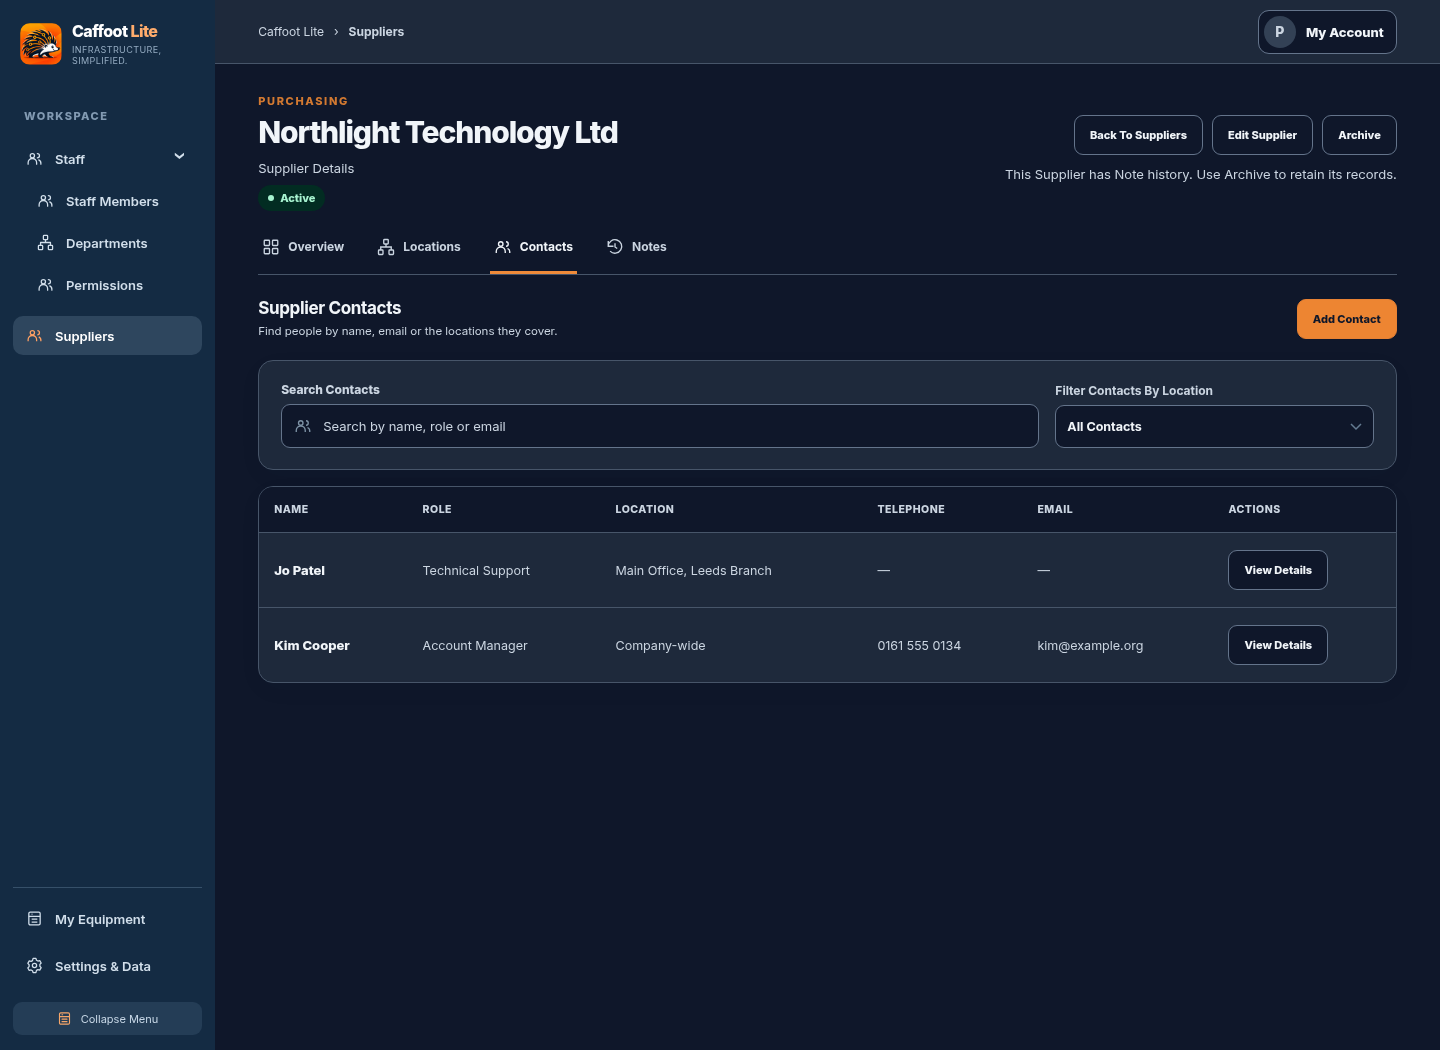 Caffoot Lite
INFRASTRUCTURE,
SIMPLIFIED.
WORKSPACE
Staff
Staff Members
Departments
Permissions
Suppliers
My Equipment
Settings & Data
Collapse Menu
Caffoot Lite › Suppliers
P My Account
PURCHASING
Northlight Technology Ltd
Supplier Details
Active
Back To Suppliers Edit Supplier Archive
This Supplier has Note history. Use Archive to retain its records.
Overview Locations Contacts Notes
Supplier Contacts
Find people by name, email or the locations they cover.
Add Contact
Search Contacts
Search by name, role or email
Filter Contacts By Location
All Contacts
NAME ROLE LOCATION TELEPHONE EMAIL ACTIONS
Jo Patel Technical Support Main Office, Leeds Branch — — View Details
Kim Cooper Account Manager Company-wide 0161 555 0134 kim@example.org View Details